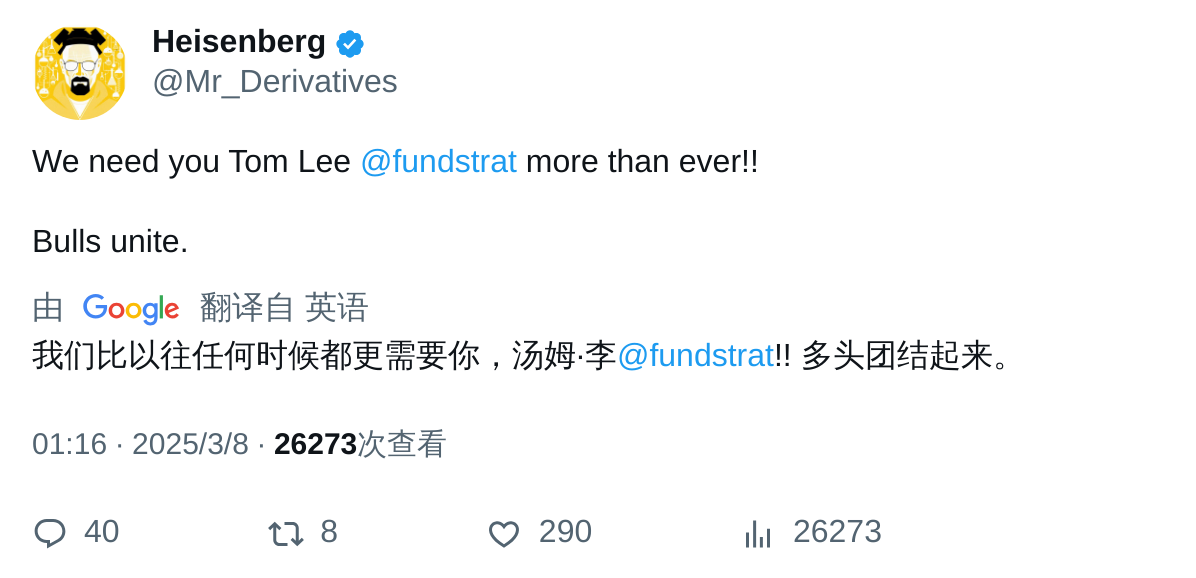 Heisenberg
@Mr_Derivatives
We need you Tom Lee @fundstrat more than ever!!
Bulls unite.
由 Google 翻译自 英语
我们比以往任何时候都更需要你，汤姆·李@fundstrat!! 多头团结起来。
01:16 · 2025/3/8 · 26273次查看
40 8 290 26273